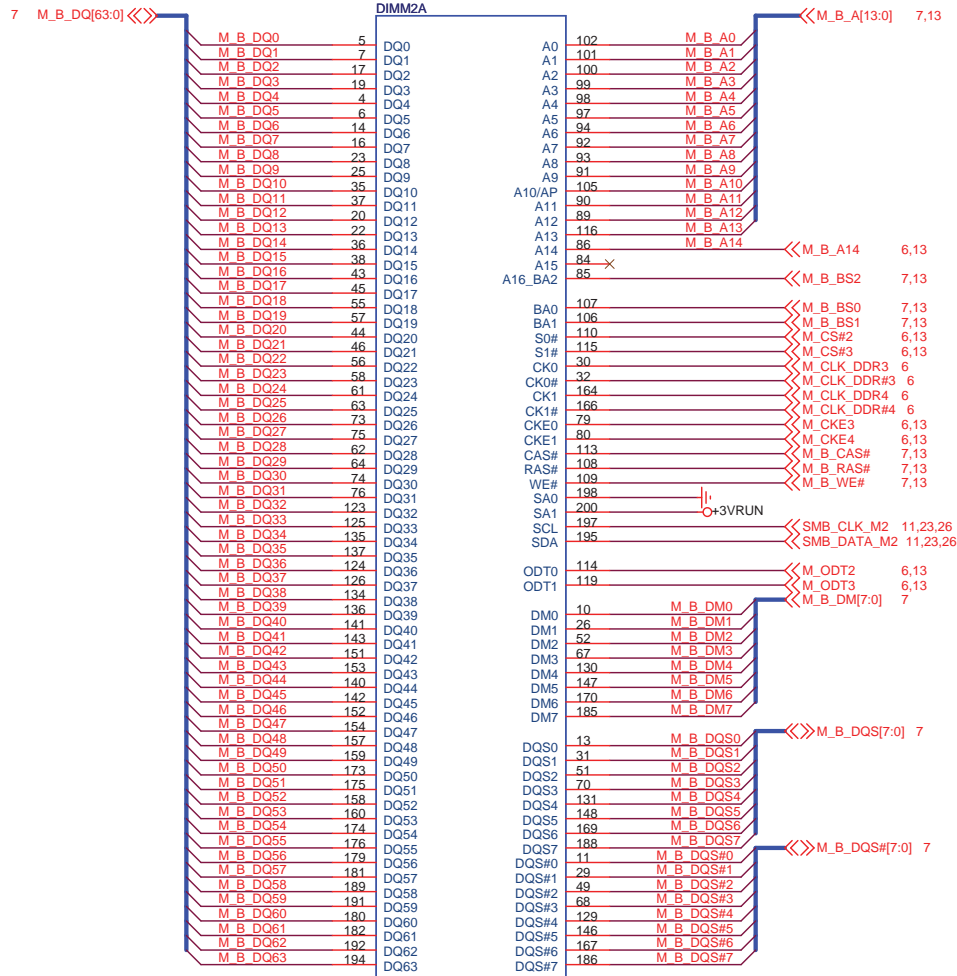 7 M_B_DQ[63:0] DIMM2A M_B_A[13:0] 7,13
M_B_DQ0 5 DQ0 A0 102 M_B_A0
M_B_DQ1 7 DQ1 A1 101 M_B_A1
M_B_DQ2 17 DQ2 A2 100 M_B_A2
M_B_DQ3 19 DQ3 A3 99 M_B_A3
M_B_DQ4 4 DQ4 A4 98 M_B_A4
M_B_DQ5 6 DQ5 A5 97 M_B_A5
M_B_DQ6 14 DQ6 A6 94 M_B_A6
M_B_DQ7 16 DQ7 A7 92 M_B_A7
M_B_DQ8 23 DQ8 A8 93 M_B_A8
M_B_DQ9 25 DQ9 A9 91 M_B_A9
M_B_DQ10 35 DQ10 A10/AP 105 M_B_A10
M_B_DQ11 37 DQ11 A11 90 M_B_A11
M_B_DQ12 20 DQ12 A12 89 M_B_A12
M_B_DQ13 22 DQ13 A13 116 M_B_A13
M_B_DQ14 36 DQ14 A14 86 M_B_A14 M_B_A14 6,13
M_B_DQ15 38 DQ15 A15 84
M_B_DQ16 43 DQ16 A16_BA2 85 M_B_BS2 7,13
M_B_DQ17 45 DQ17
M_B_DQ18 55 DQ18 BA0 107 M_B_BS0 7,13
M_B_DQ19 57 DQ19 BA1 106 M_B_BS1 7,13
M_B_DQ20 44 DQ20 S0# 110 M_CS#2 6,13
M_B_DQ21 46 DQ21 S1# 115 M_CS#3 6,13
M_B_DQ22 56 DQ22 CK0 30 M_CLK_DDR3 6
M_B_DQ23 58 DQ23 CK0# 32 M_CLK_DDR#3 6
M_B_DQ24 61 DQ24 CK1 164 M_CLK_DDR4 6
M_B_DQ25 63 DQ25 CK1# 166 M_CLK_DDR#4 6
M_B_DQ26 73 DQ26 CKE0 79 M_CKE3 6,13
M_B_DQ27 75 DQ27 CKE1 80 M_CKE4 6,13
M_B_DQ28 62 DQ28 CAS# 113 M_B_CAS# 7,13
M_B_DQ29 64 DQ29 RAS# 108 M_B_RAS# 7,13
M_B_DQ30 74 DQ30 WE# 109 M_B_WE# 7,13
M_B_DQ31 76 DQ31 SA0 198
M_B_DQ32 123 DQ32 SA1 200 +3VRUN
M_B_DQ33 125 DQ33 SCL 197 SMB_CLK_M2 11,23,26
M_B_DQ34 135 DQ34 SDA 195 SMB_DATA_M2 11,23,26
M_B_DQ35 137 DQ35
M_B_DQ36 124 DQ36 ODT0 114 M_ODT2 6,13
M_B_DQ37 126 DQ37 ODT1 119 M_ODT3 6,13
M_B_DQ38 134 DQ38 M_B_DM[7:0] 7
M_B_DQ39 136 DQ39 DM0 10 M_B_DM0
M_B_DQ40 141 DQ40 DM1 26 M_B_DM1
M_B_DQ41 143 DQ41 DM2 52 M_B_DM2
M_B_DQ42 151 DQ42 DM3 67 M_B_DM3
M_B_DQ43 153 DQ43 DM4 130 M_B_DM4
M_B_DQ44 140 DQ44 DM5 147 M_B_DM5
M_B_DQ45 142 DQ45 DM6 170 M_B_DM6
M_B_DQ46 152 DQ46 DM7 185 M_B_DM7
M_B_DQ47 154 DQ47 M_B_DQS[7:0] 7
M_B_DQ48 157 DQ48 DQS0 13 M_B_DQS0
M_B_DQ49 159 DQ49 DQS1 31 M_B_DQS1
M_B_DQ50 173 DQ50 DQS2 51 M_B_DQS2
M_B_DQ51 175 DQ51 DQS3 70 M_B_DQS3
M_B_DQ52 158 DQ52 DQS4 131 M_B_DQS4
M_B_DQ53 160 DQ53 DQS5 148 M_B_DQS5
M_B_DQ54 174 DQ54 DQS6 169 M_B_DQS6
M_B_DQ55 176 DQ55 DQS7 188 M_B_DQS7 M_B_DQS#[7:0] 7
M_B_DQ56 179 DQ56 DQS#0 11 M_B_DQS#0
M_B_DQ57 181 DQ57 DQS#1 29 M_B_DQS#1
M_B_DQ58 189 DQ58 DQS#2 49 M_B_DQS#2
M_B_DQ59 191 DQ59 DQS#3 68 M_B_DQS#3
M_B_DQ60 180 DQ60 DQS#4 129 M_B_DQS#4
M_B_DQ61 182 DQ61 DQS#5 146 M_B_DQS#5
M_B_DQ62 192 DQ62 DQS#6 167 M_B_DQS#6
M_B_DQ63 194 DQ63 DQS#7 186 M_B_DQS#7